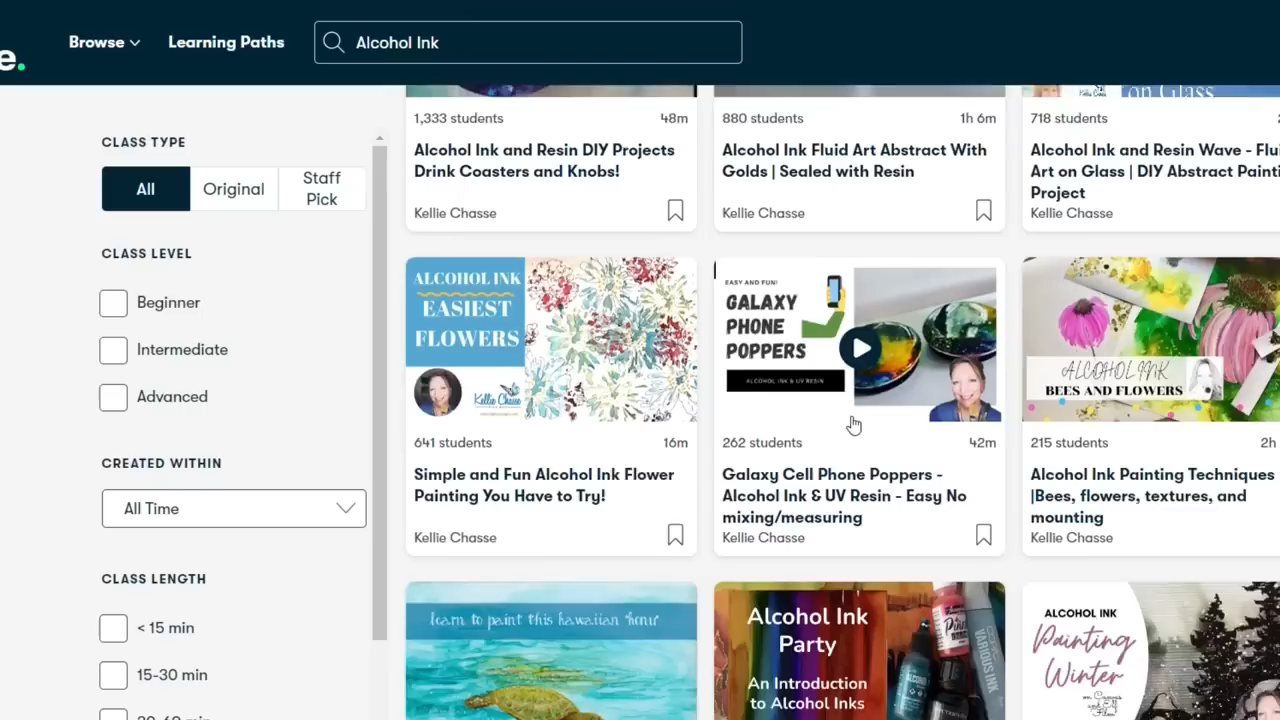 e.
Browse
Learning Paths
Alcohol Ink
CLASS TYPE
All
Original
Staff
Pick
CLASS LEVEL
Beginner
Intermediate
Advanced
CREATED WITHIN
All Time
CLASS LENGTH
< 15 min
15-30 min
1,333 students
48m
Alcohol Ink and Resin DIY Projects
Drink Coasters and Knobs!
Kellie Chasse
880 students
1h 6m
Alcohol Ink Fluid Art Abstract With
Golds | Sealed with Resin
Kellie Chasse
on Glass
718 students
Alcohol Ink and Resin Wave - Flui
Art on Glass | DIY Abstract Painti
Project
Kellie Chasse
ALCOHOL INK
EASIEST
FLOWERS
Kellie Chasse
641 students
16m
Simple and Fun Alcohol Ink Flower
Painting You Have to Try!
Kellie Chasse
EASY AND FUN!
GALAXY
PHONE
POPPERS
ALCOHOL INK & UV RESIN
262 students
42m
Galaxy Cell Phone Poppers -
Alcohol Ink & UV Resin - Easy No
mixing/measuring
Kellie Chasse
ALCOHOL INK
BEES AND FLOWERS
215 students
2h
Alcohol Ink Painting Techniques
|Bees, flowers, textures, and
mounting
Kellie Chasse
learn to paint this hawaiian 'honu'
Alcohol Ink
Party
An Introduction
to Alcohol Inks
Piñata
VARIOUS INK
ALCOHOL INK
Painting
Winter
on Canvas